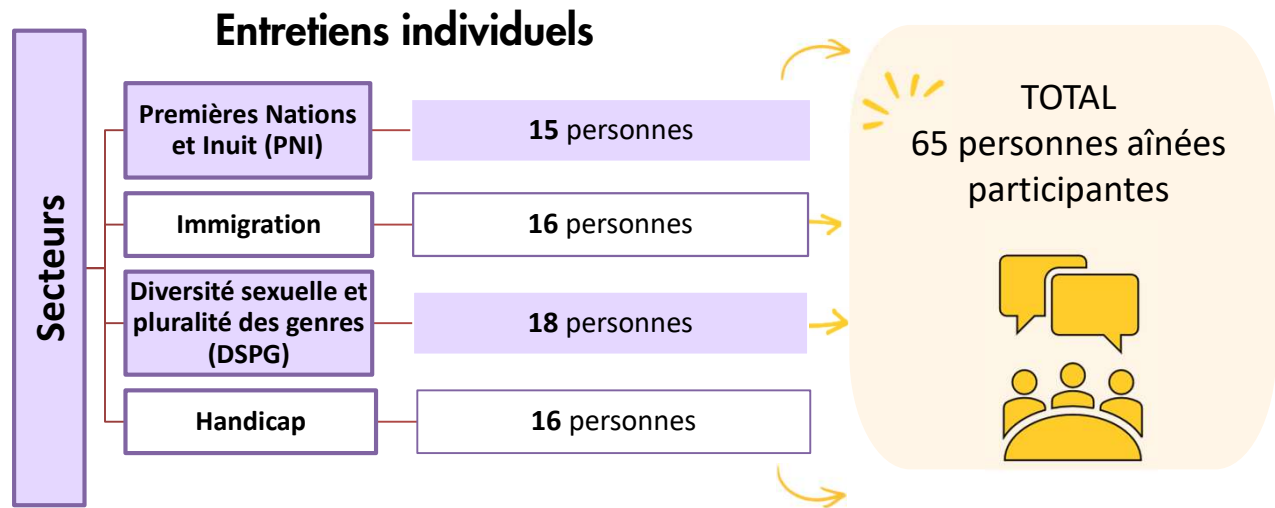 Entretiens individuels
Secteurs
Premières Nations
et Inuit (PNI)
15 personnes
Immigration
16 personnes
Diversité sexuelle et
pluralité des genres
(DSPG)
18 personnes
Handicap
16 personnes
TOTAL
65 personnes aînées
participantes